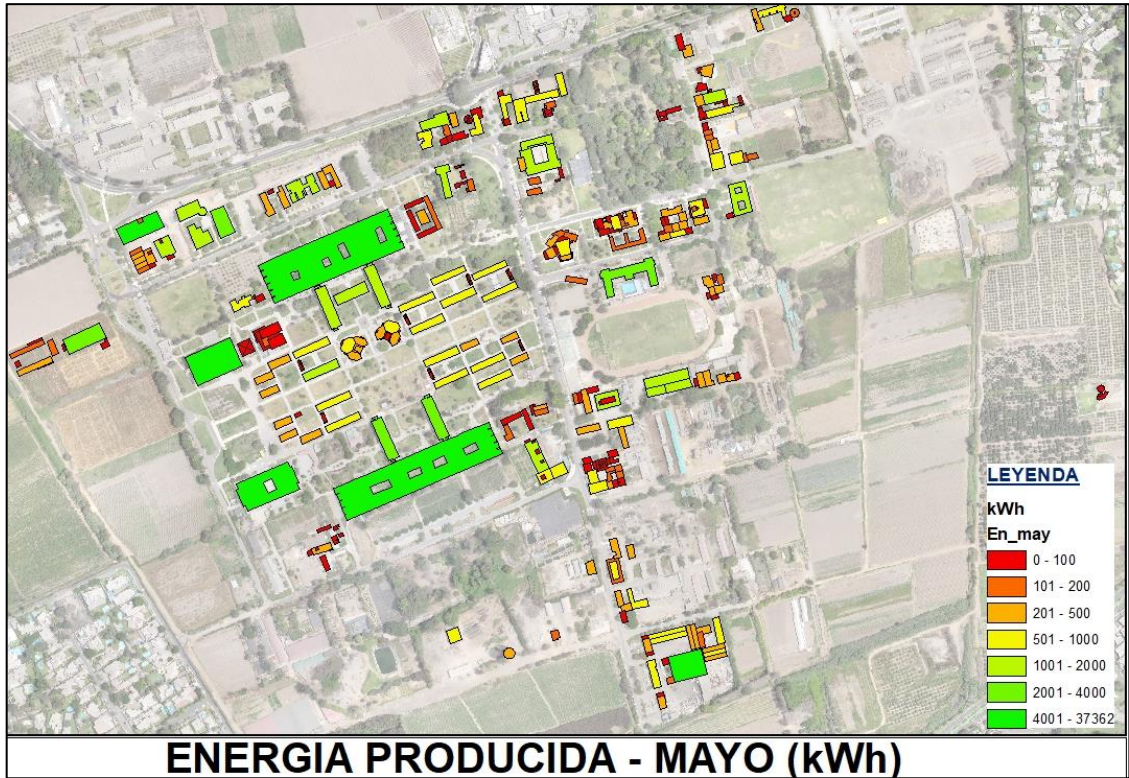 LEYENDA
kWh
En_may
0 - 100
101 - 200
201 - 500
501 - 1000
1001 - 2000
2001 - 4000
4001 - 37362
ENERGIA PRODUCIDA - MAYO (kWh)